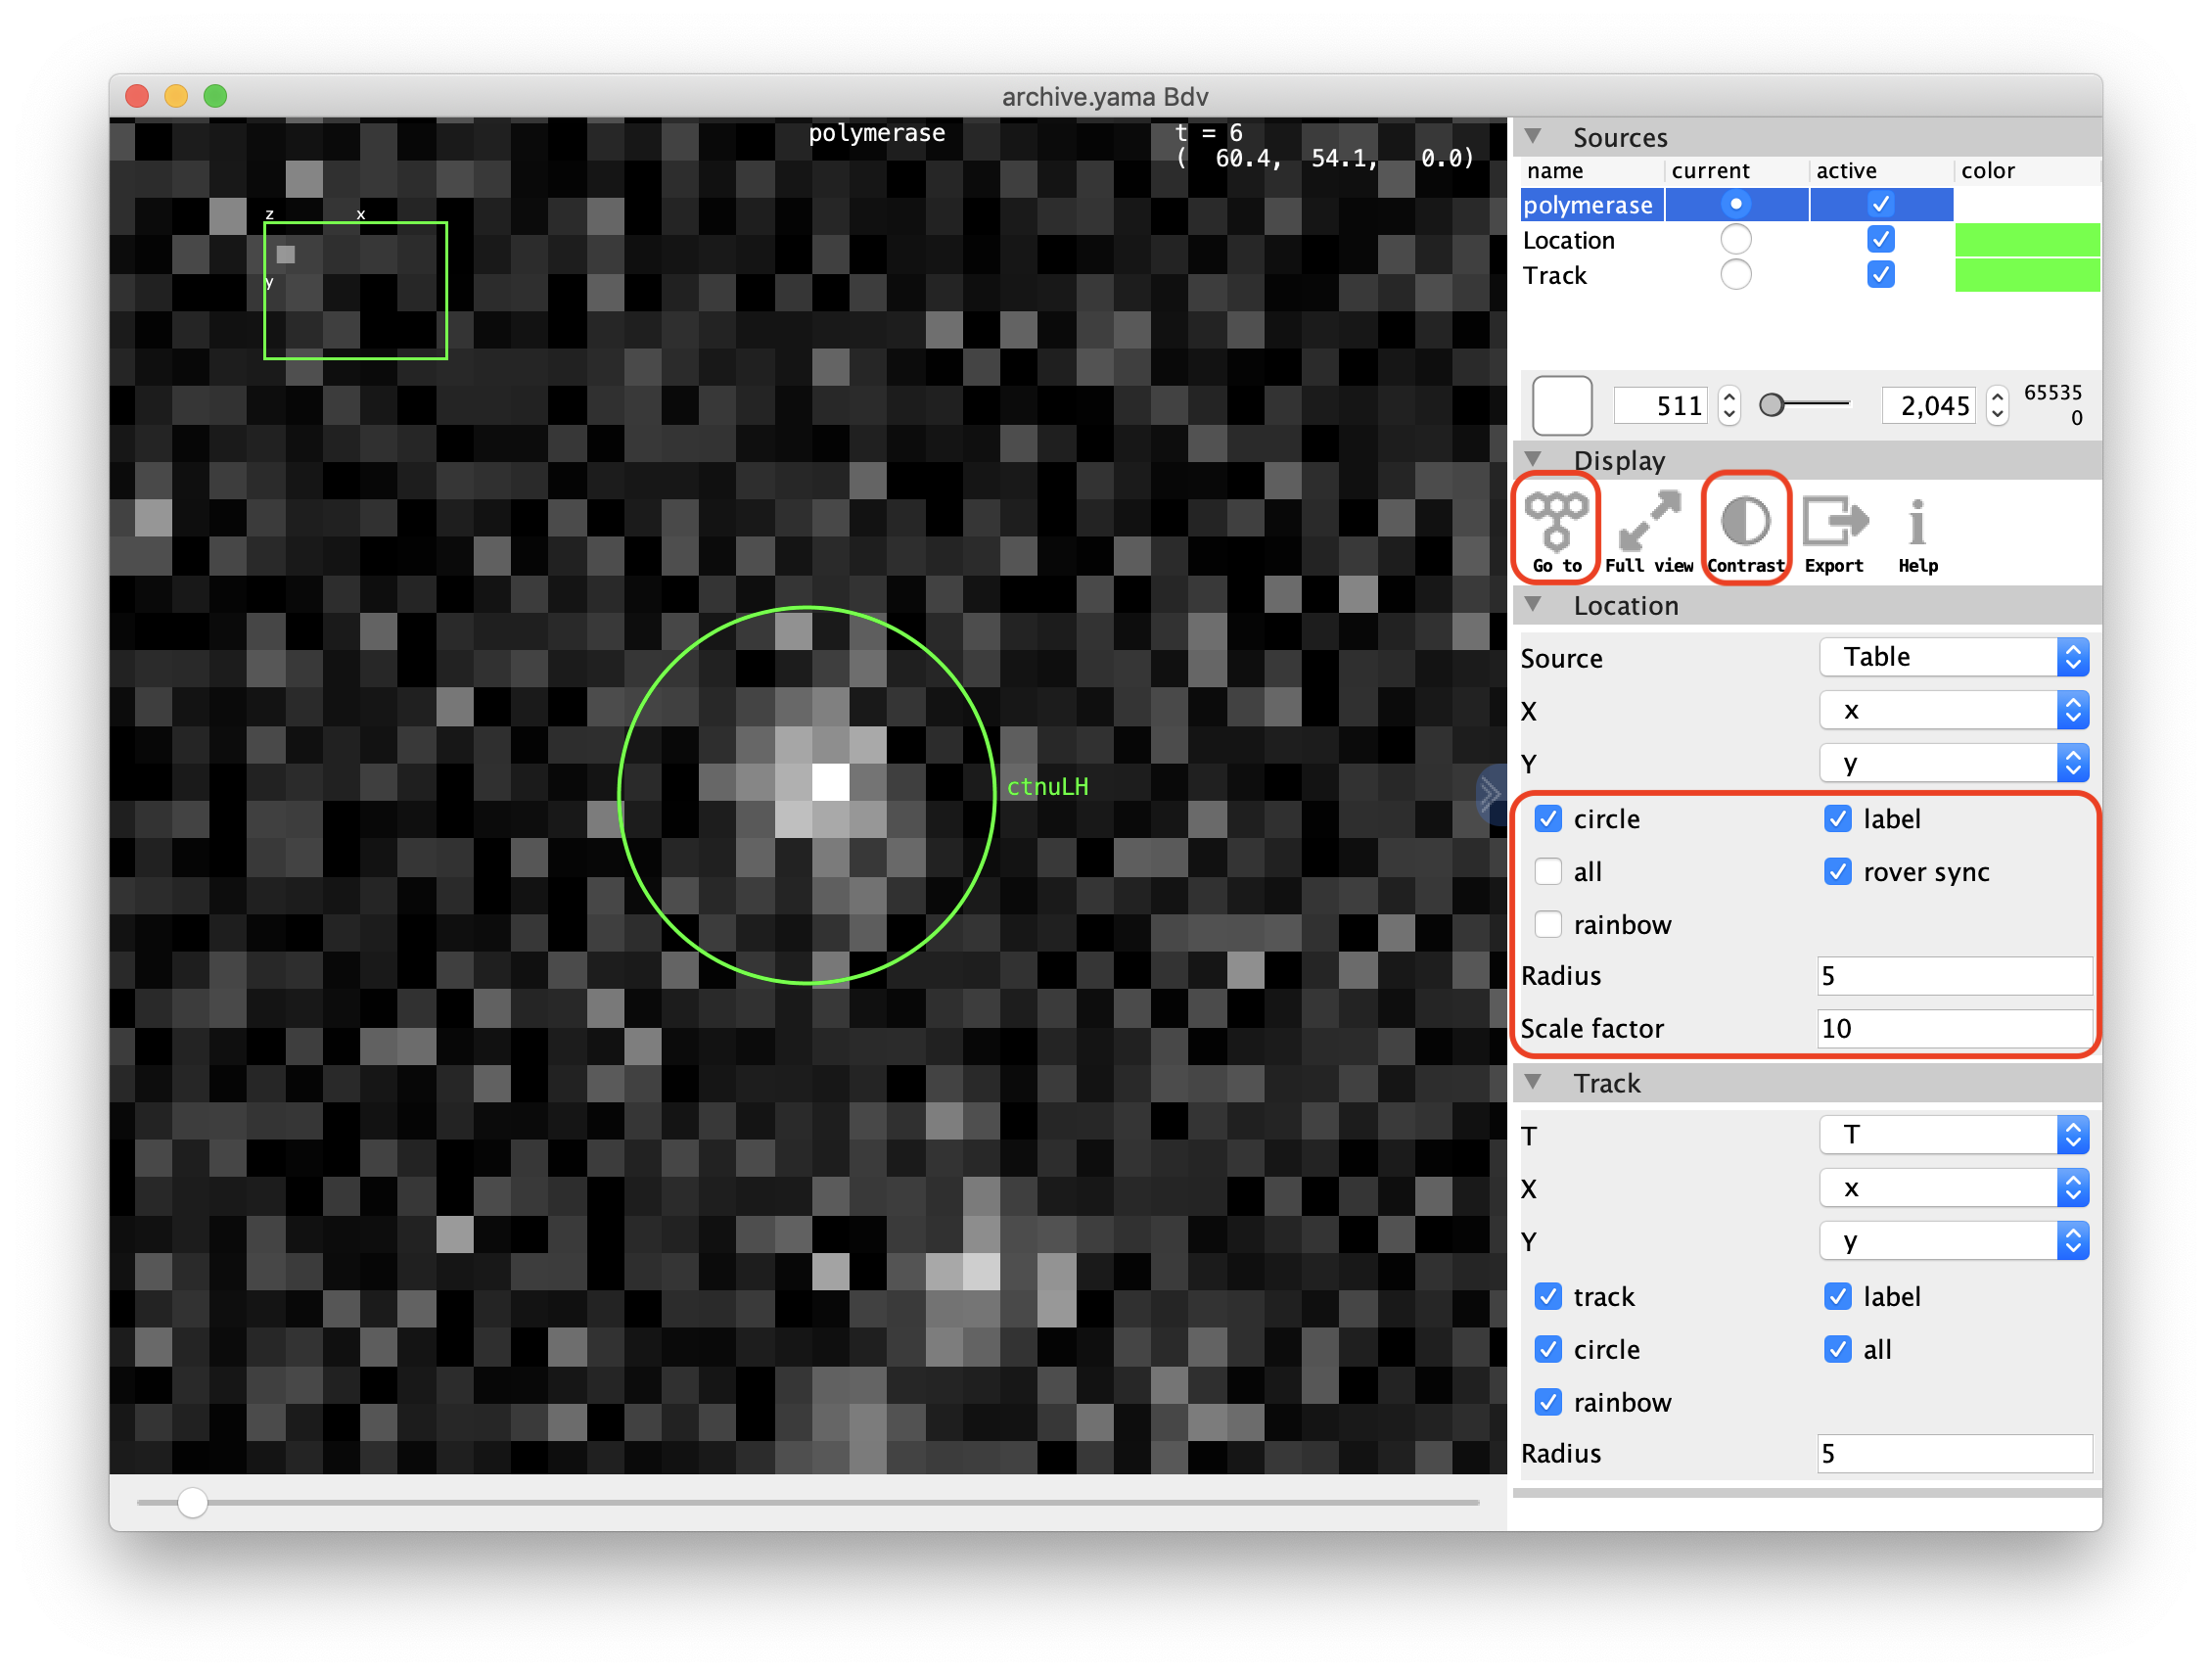 archive.yama Bdv
polymerase
t = 6
( 60.4, 54.1, 0.0)
z x
y
ctnuLH
Sources
name current active color
polymerase
Location
Track
511 2,045 65535
0
Display
Go to Full view Contrast Export Help
Location
Source Table
X x
Y y
circle label
all rover sync
rainbow
Radius 5
Scale factor 10
Track
T T
X x
Y y
track label
circle all
rainbow
Radius 5